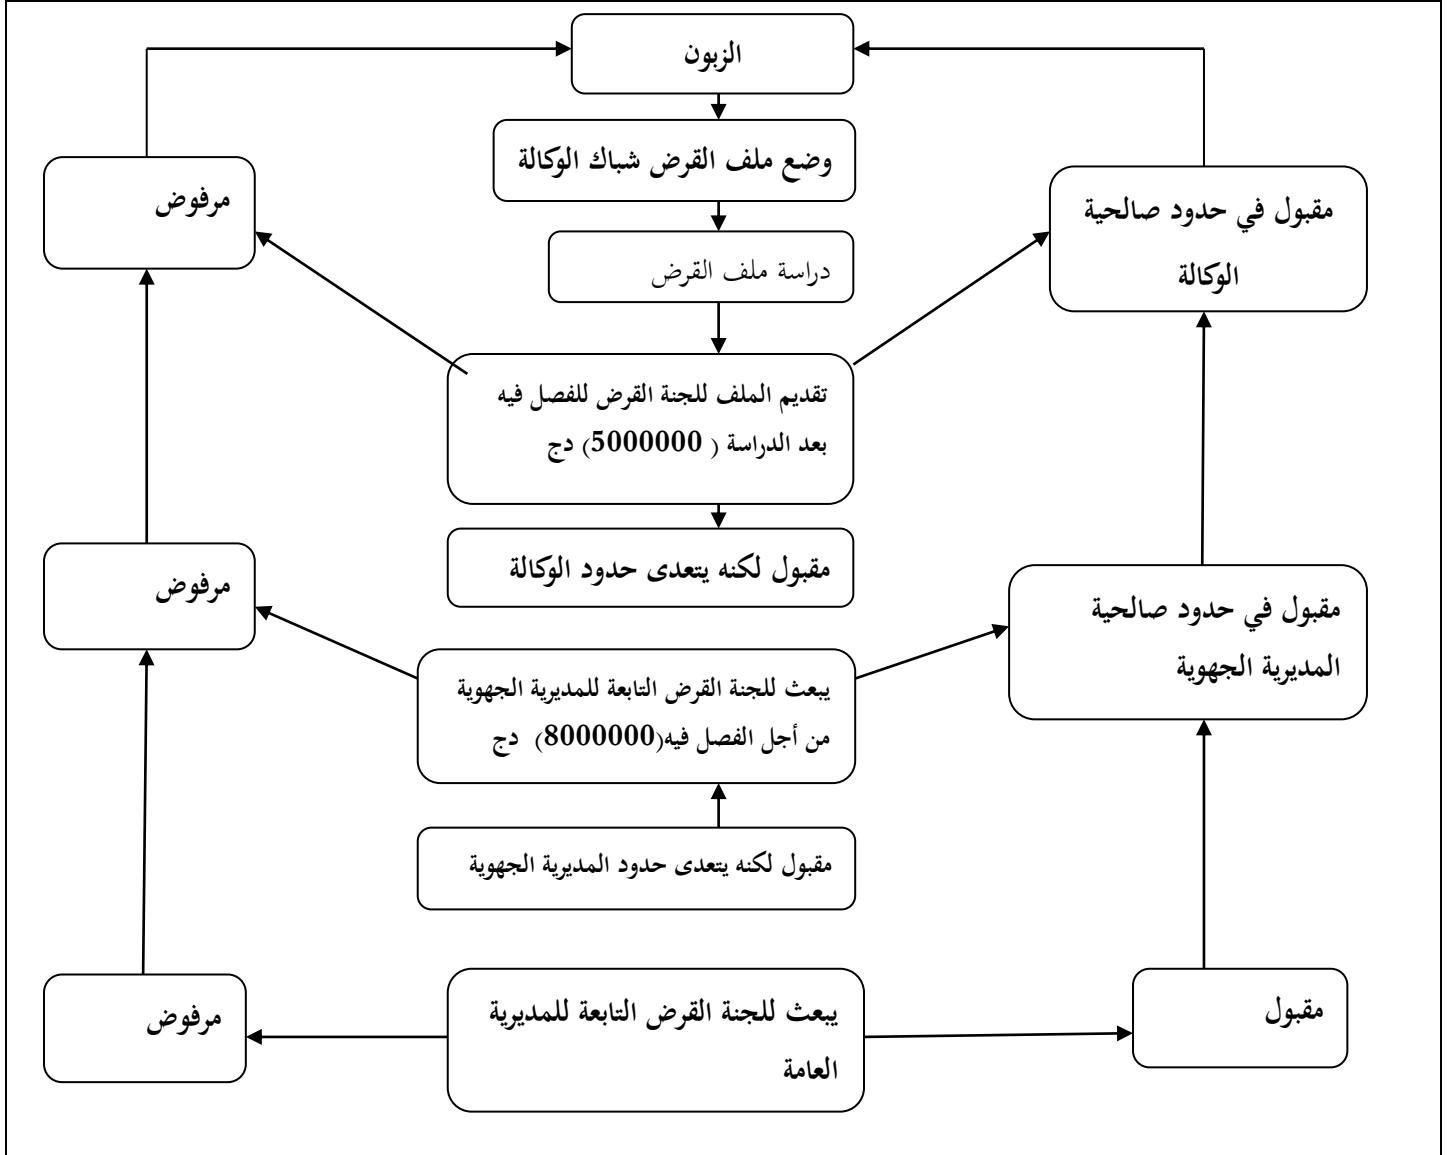 الزبون
وضع ملف القرض شباك الوكالة
مرفوض
مقبول في حدود صالحية
الوكالة
دراسة ملف القرض
تقديم الملف للجنة القرض للفصل فيه
بعد الدراسة ( 5000000) دج
مقبول لكنه يتعدى حدود الوكالة
مرفوض
مقبول في حدود صالحية
المديرية الجهوية
يبعث للجنة القرض التابعة للمديرية الجهوية
من أجل الفصل فيه(8000000) دج
مقبول لكنه يتعدى حدود المديرية الجهوية
مرفوض
يبعث للجنة القرض التابعة للمديرية
العامة
مقبول